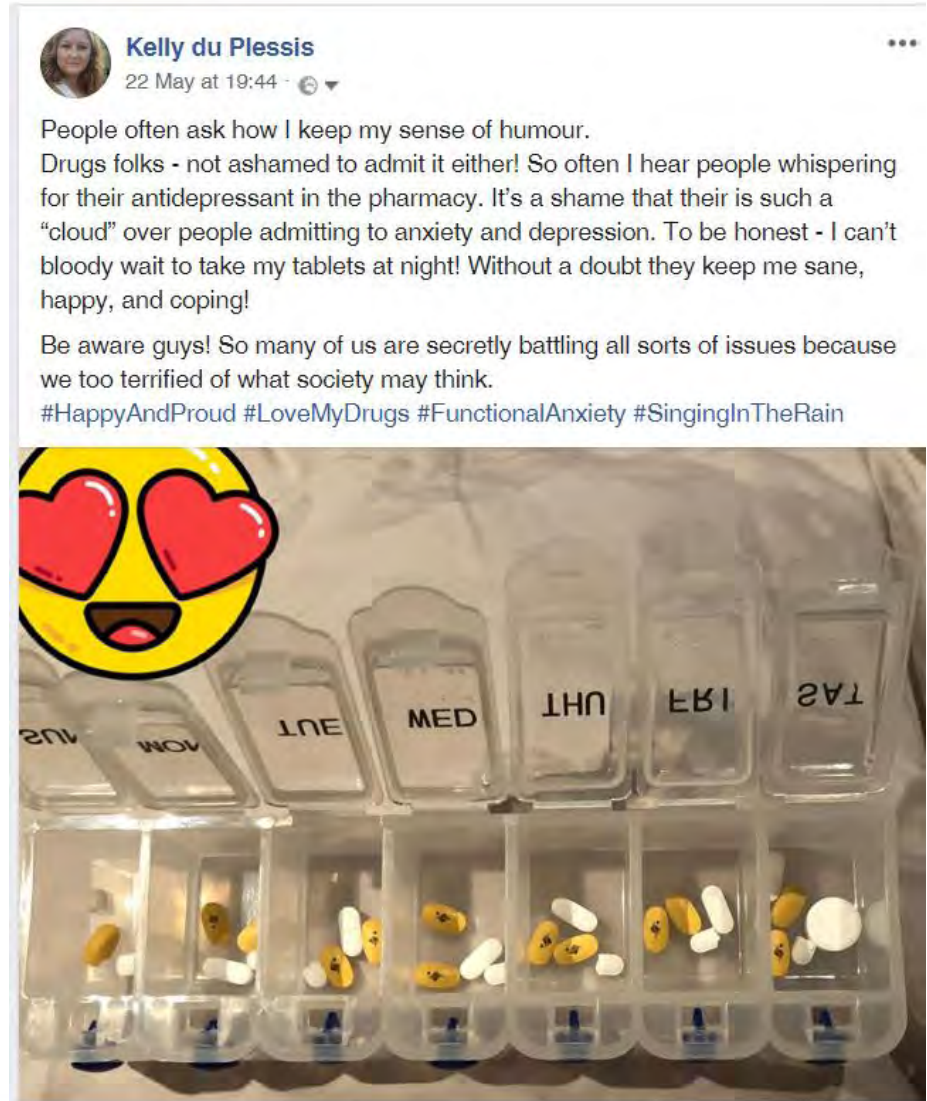 Kelly du Plessis
22 May at 19:44 ·
People often ask how I keep my sense of humour.
Drugs folks - not ashamed to admit it either! So often I hear people whispering
for their antidepressant in the pharmacy. It's a shame that their is such a
“cloud” over people admitting to anxiety and depression. To be honest - I can't
bloody wait to take my tablets at night! Without a doubt they keep me sane,
happy, and coping!
Be aware guys! So many of us are secretly battling all sorts of issues because
we too terrified of what society may think.
#HappyAndProud #LoveMyDrugs #FunctionalAnxiety #SingingInTheRain
SUN MON TUE WED THU FRI SAT